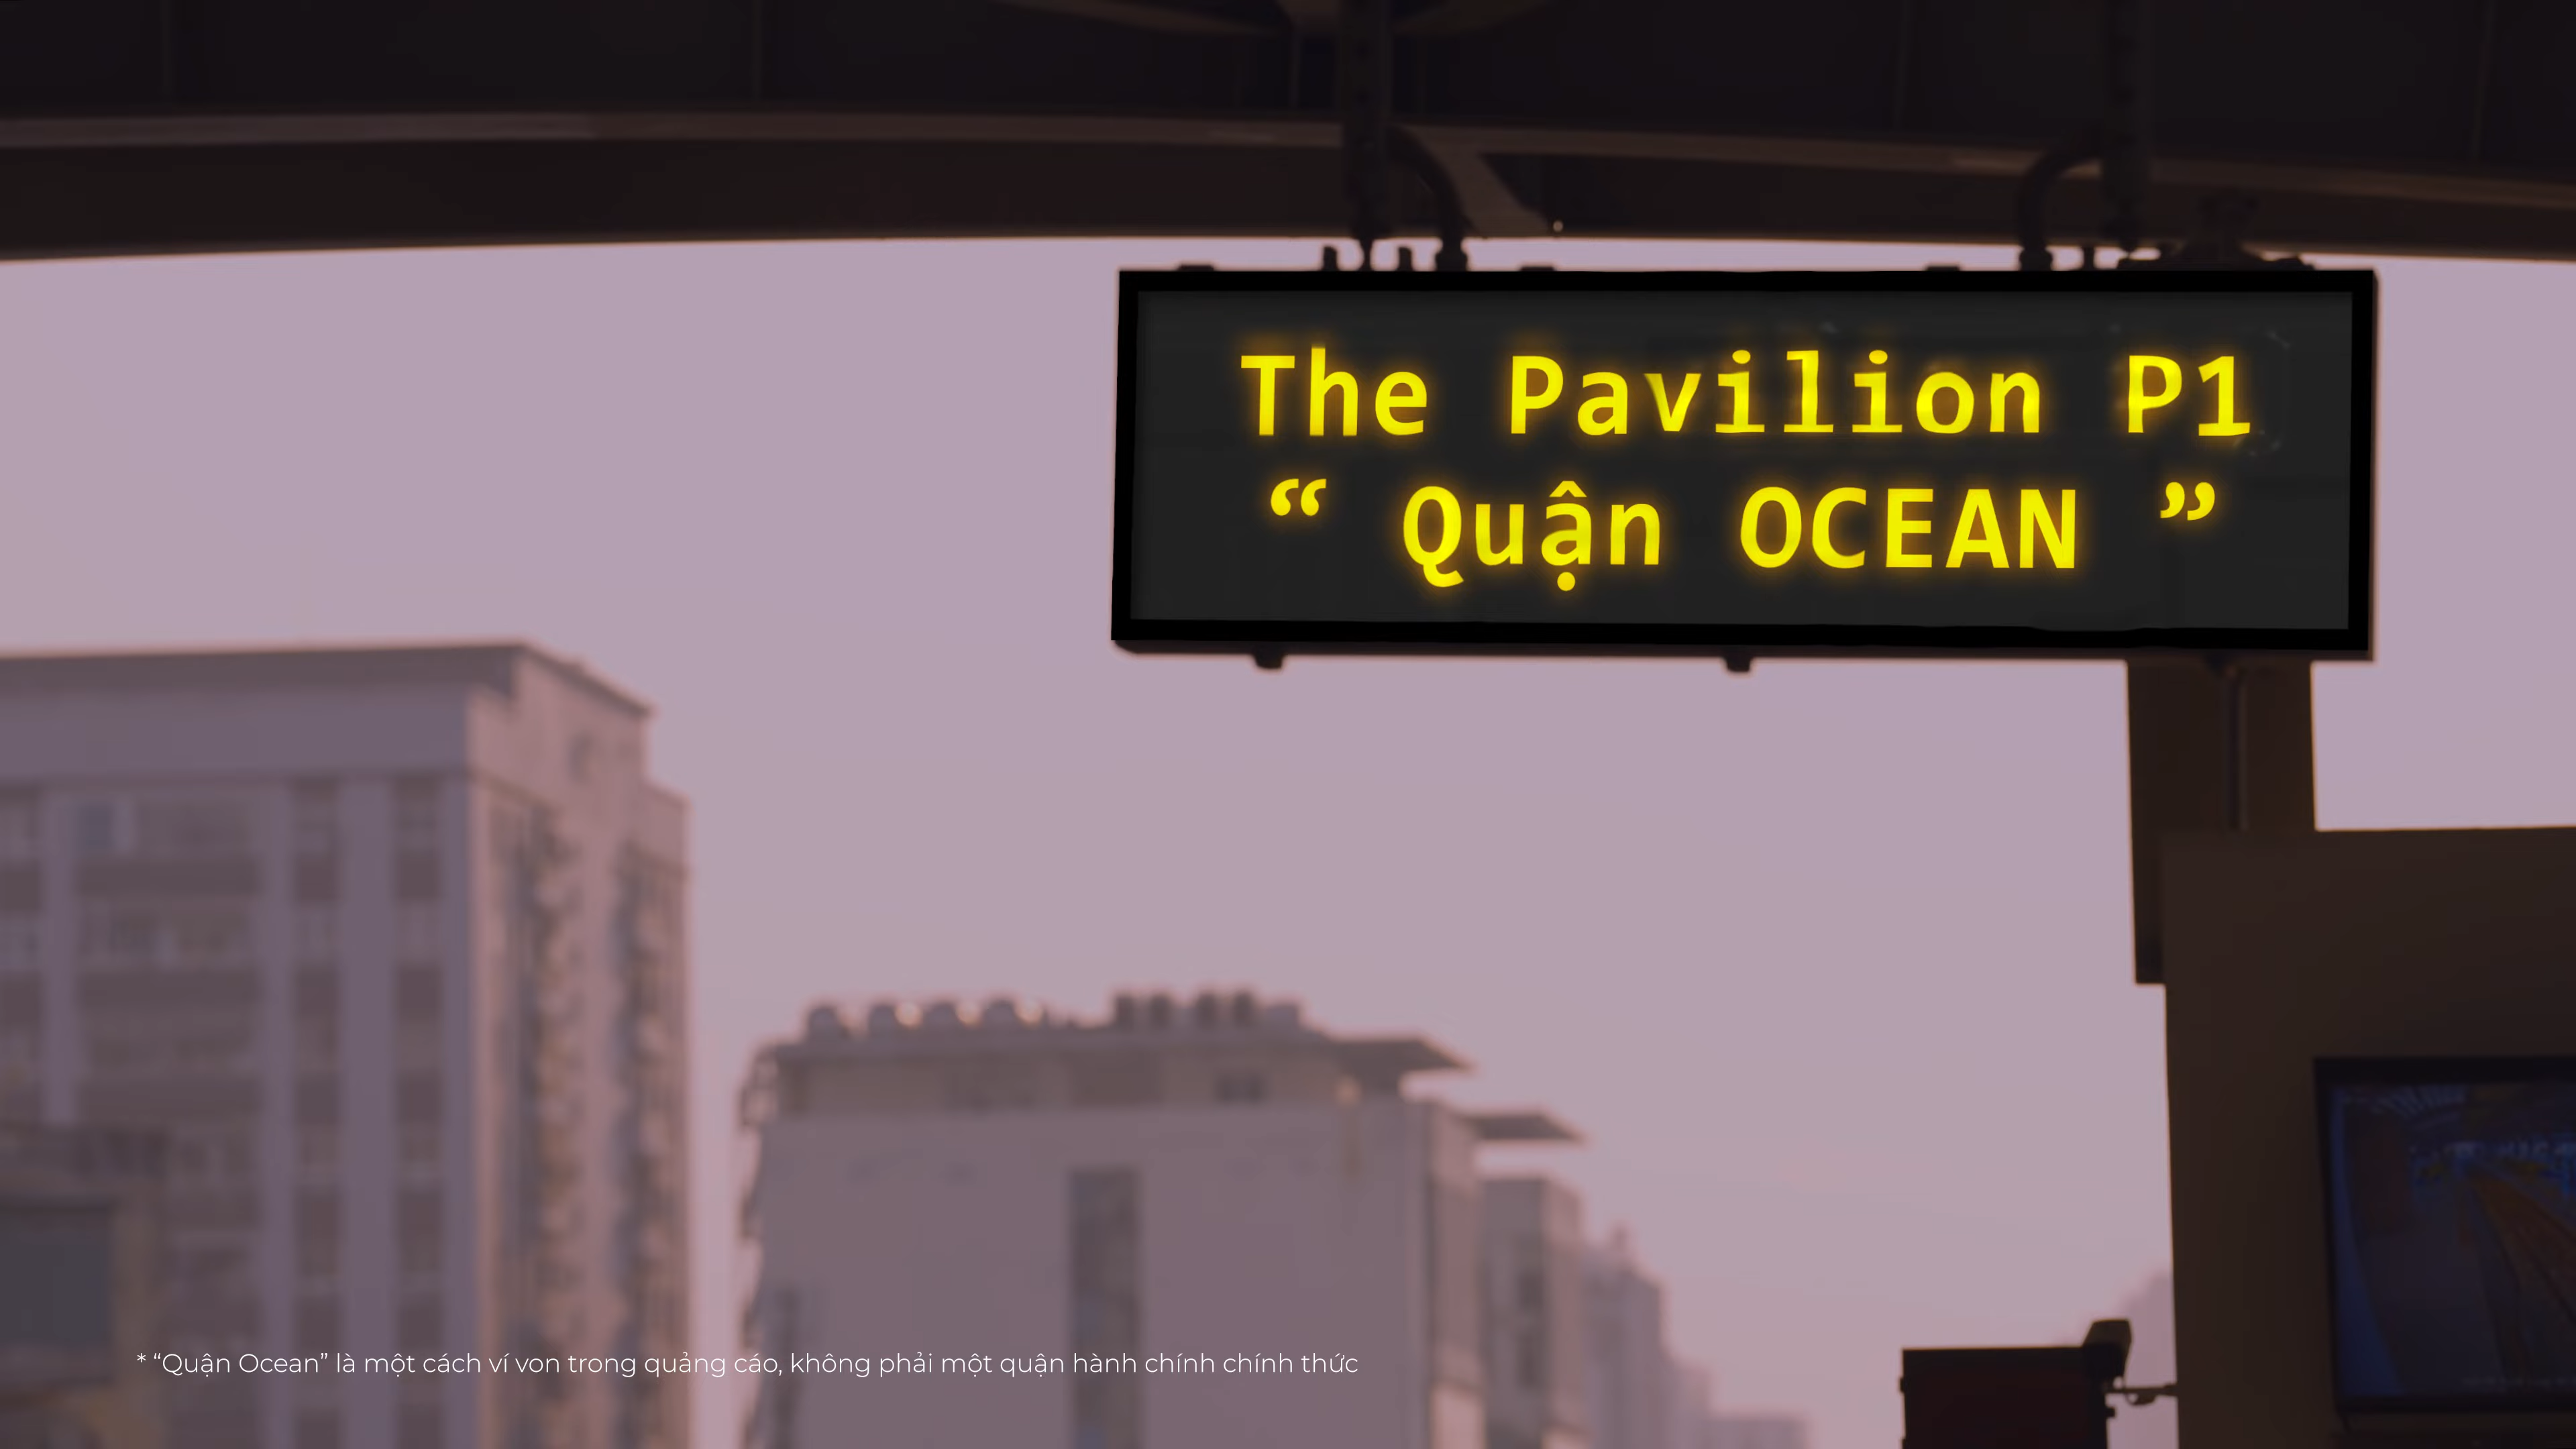 The Pavilion P1
“ Quận OCEAN ”
* “Quận Ocean” là một cách ví von trong quảng cáo, không phải một quận hành chính chính thức